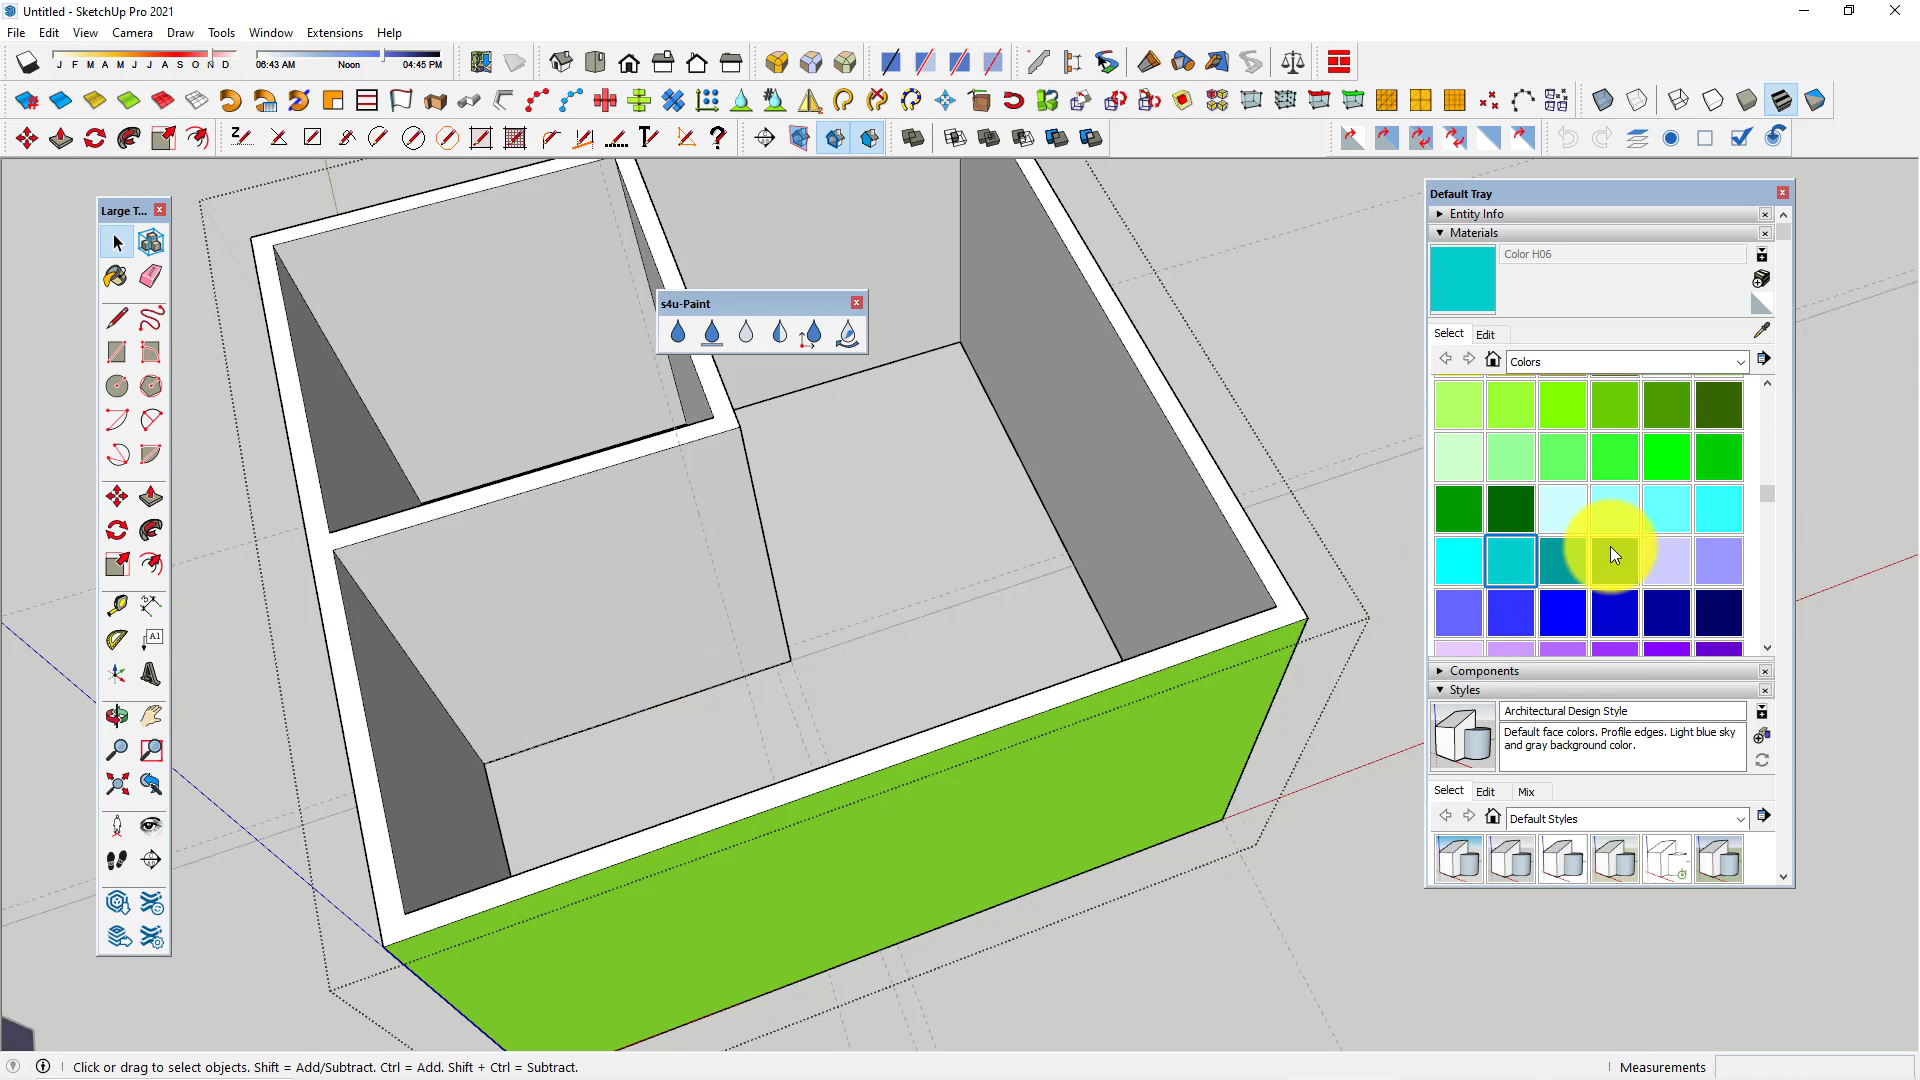 Untitled - SketchUp Pro 2021
File Edit View Camera Draw Tools Window Extensions Help
J F M A M J J A S O N D
06:43 AM Noon 04:45 PM
Large T...
A1
s4u-Paint
Default Tray
Entity Info
Materials
Color H06
Select Edit
Colors
Components
Styles
Architectural Design Style
Default face colors. Profile edges. Light blue sky
and gray background color.
Select Edit Mix
Default Styles
Click or drag to select objects. Shift = Add/Subtract. Ctrl = Add. Shift + Ctrl = Subtract.
Measurements